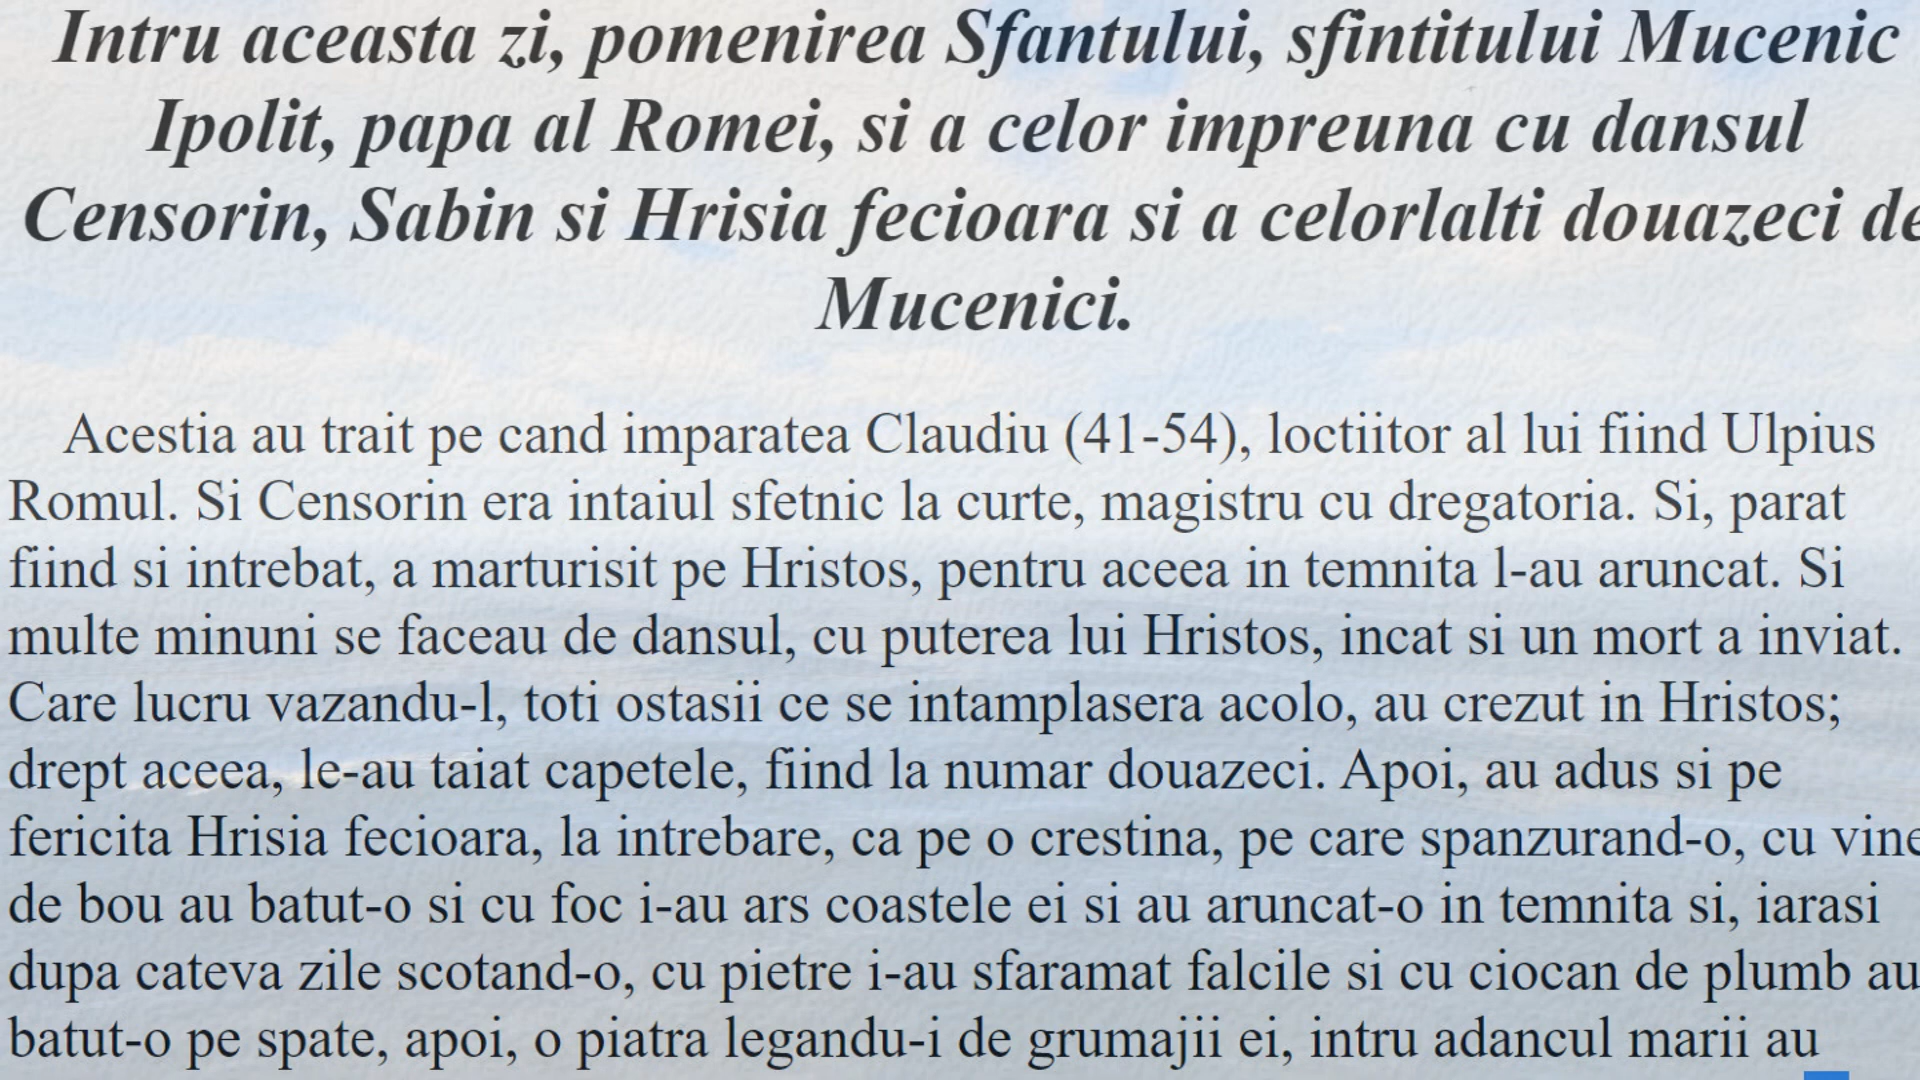 Intru aceasta zi, pomenirea Sfantului, sfintitului Mucenic
Ipolit, papa al Romei, si a celor impreuna cu dansul
Censorin, Sabin si Hrisia fecioara si a celorlalti douazeci de
Mucenici.
Acestia au trait pe cand imparatea Claudiu (41-54), loctiitor al lui fiind Ulpius
Romul. Si Censorin era intaiul sfetnic la curte, magistru cu dregatoria. Si, parat
fiind si intrebat, a marturisit pe Hristos, pentru aceea in temnita l-au aruncat. Si
multe minuni se faceau de dansul, cu puterea lui Hristos, incat si un mort a inviat.
Care lucru vazandu-l, toti ostasii ce se intamplasera acolo, au crezut in Hristos;
drept aceea, le-au taiat capetele, fiind la numar douazeci. Apoi, au adus si pe
fericita Hrisia fecioara, la intrebare, ca pe o crestina, pe care spanzurand-o, cu vine
de bou au batut-o si cu foc i-au ars coastele ei si au aruncat-o in temnita si, iarasi
dupa cateva zile scotand-o, cu pietre i-au sfaramat falcile si cu ciocan de plumb au
batut-o pe spate, apoi, o piatra legandu-i de grumajii ei, intru adancul marii au